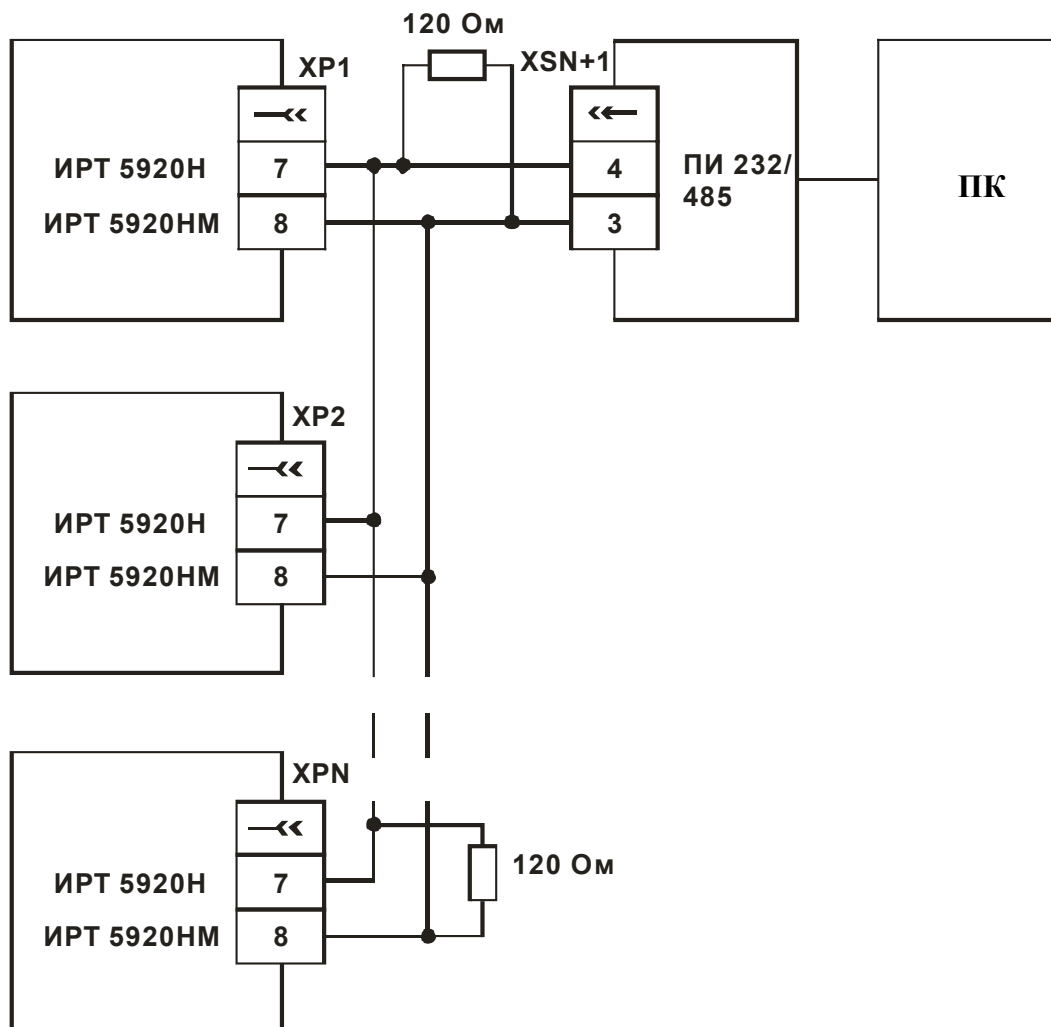 120 Ом
XP1
XSN+1
ИРТ 5920Н
7
4
ПИ 232/
485
ПК
ИРТ 5920НМ
8
3
XP2
ИРТ 5920Н
7
ИРТ 5920НМ
8
XPN
ИРТ 5920Н
7
120 Ом
ИРТ 5920НМ
8